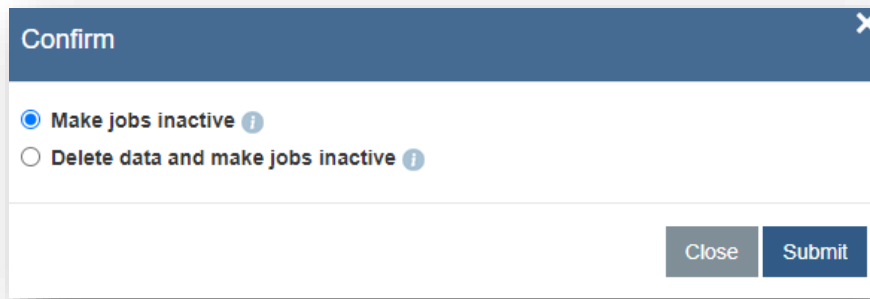 Confirm
Make jobs inactive i
Delete data and make jobs inactive i
Close Submit